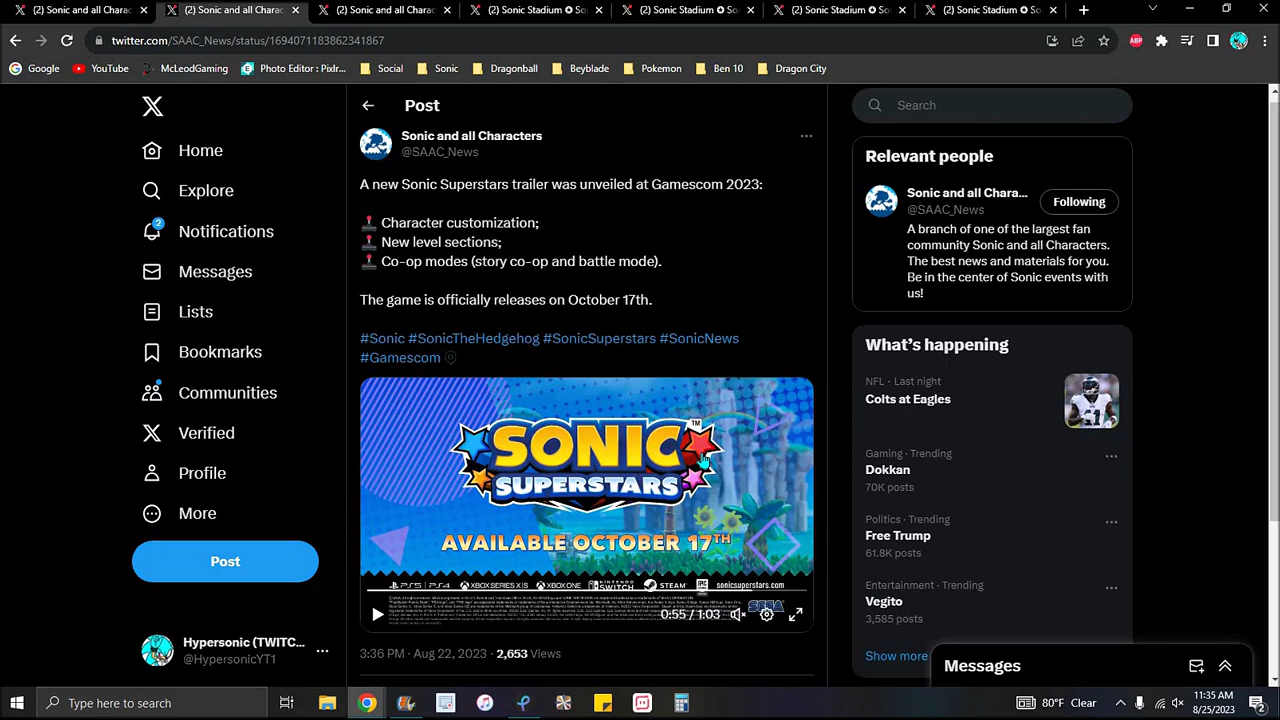 (2) Sonic and all Charac
(2) Sonic and all Charac
(2) Sonic and all Charac
(2) Sonic Stadium ✪ So
(2) Sonic Stadium ✪ So
(2) Sonic Stadium ✪ So
(2) Sonic Stadium ✪ So
twitter.com/SAAC_News/status/1694071183862341867
ABP
Google
YouTube
McLeodGaming
Photo Editor : Pixlr...
Social
Sonic
Dragonball
Beyblade
Pokemon
Ben 10
Dragon City
Home
Explore
2
Notifications
Messages
Lists
Bookmarks
Communities
Verified
Profile
More
Post
Hypersonic (TWITC...
@HypersonicYT1
Post
Sonic and all Characters
@SAAC_News
A new Sonic Superstars trailer was unveiled at Gamescom 2023:
Character customization;
New level sections;
Co-op modes (story co-op and battle mode).
The game is officially releases on October 17th.
#Sonic #SonicTheHedgehog #SonicSuperstars #SonicNews
#Gamescom
SONIC™
SUPERSTARS
AVAILABLE OCTOBER 17TH
PS5 PS4 XBOX SERIES X|S XBOX ONE NINTENDO SWITCH STEAM EPIC GAMES sonicsuperstars.com
SEGA
0:55 / 1:03
3:36 PM · Aug 22, 2023 · 2,653 Views
Search
Relevant people
Sonic and all Chara...
@SAAC_News
Following
A branch of one of the largest fan
community Sonic and all Characters.
The best news and materials for you.
Be in the center of Sonic events with
us!
What's happening
NFL · Last night
Colts at Eagles
Gaming · Trending
Dokkan
70K posts
Politics · Trending
Free Trump
61.8K posts
Entertainment · Trending
Vegito
3,585 posts
Show more
Messages
Type here to search
80°F Clear
11:35 AM
8/25/2023
2